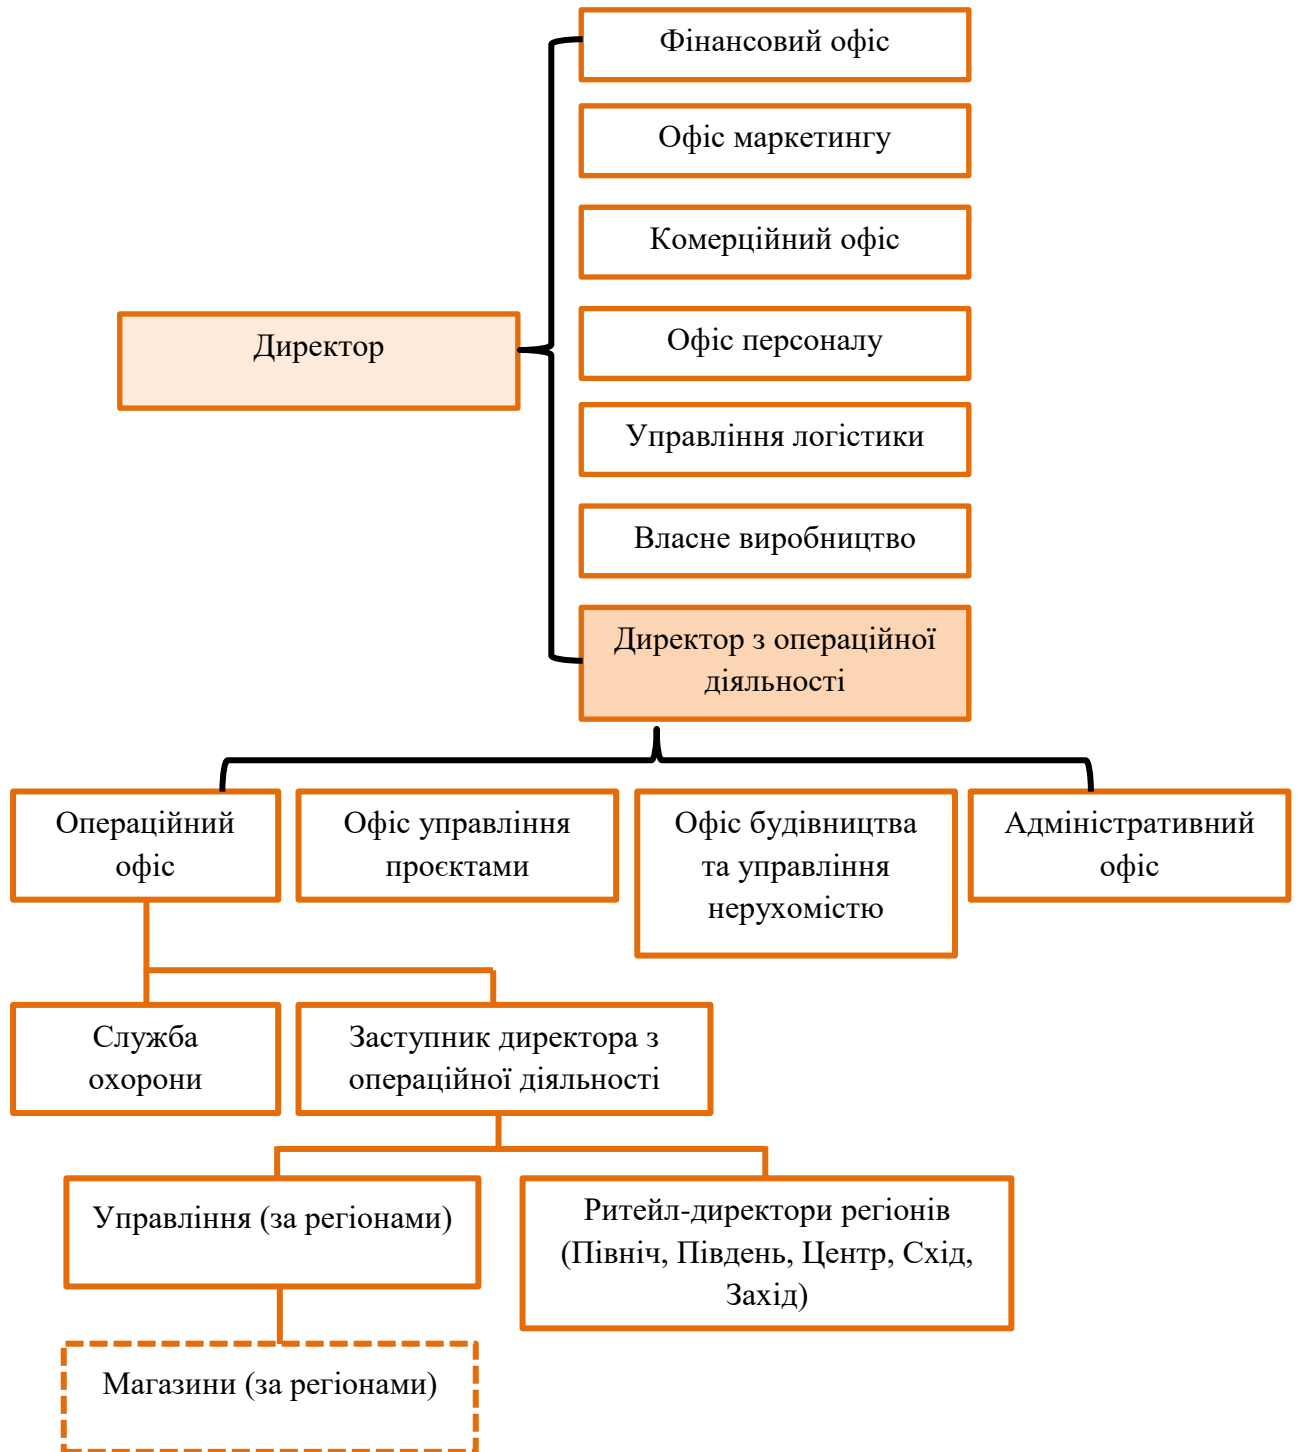 Фінансовий офіс
Офіс маркетингу
Комерційний офіс
Директор
Офіс персоналу
Управління логістики
Власне виробництво
Директор з операційної
діяльності
Операційний
офіс
Офіс управління
проєктами
Офіс будівництва
та управління
нерухомістю
Адміністративний
офіс
Служба
охорони
Заступник директора з
операційної діяльності
Управління (за регіонами)
Ритейл-директори регіонів
(Північ, Південь, Центр, Схід,
Захід)
Магазини (за регіонами)